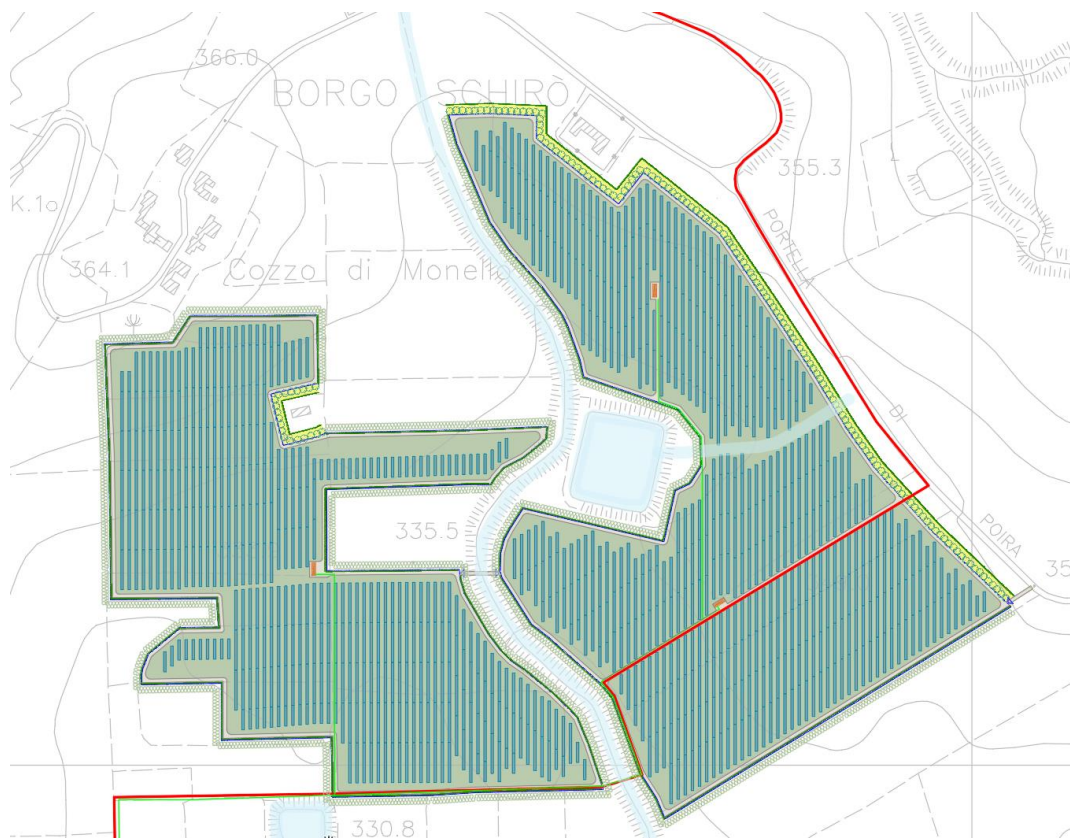 366.0
BORGO SCHIRÒ
355.3
K.1o
PORTELLA
364.1
Cozzo di Monello
DI
335.5
POIRA
35
330.8